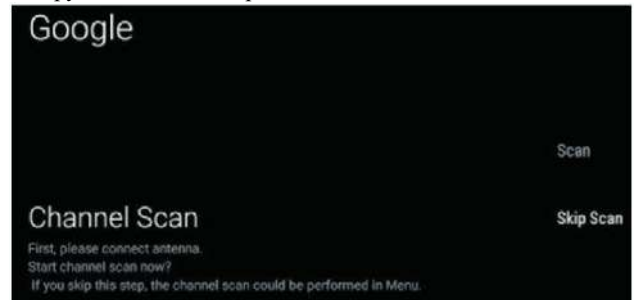 Google
Scan
Channel Scan
Skip Scan
First, please connect antenna.
Start channel scan now?
If you skip this step, the channel scan could be performed in Menu.